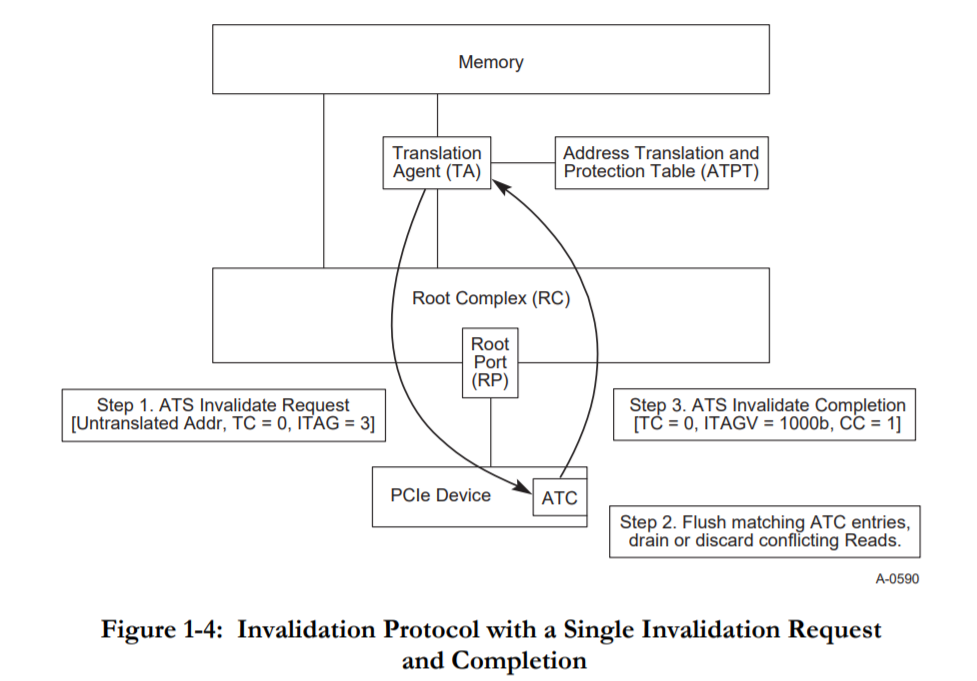 Memory
Translation
Agent (TA)
Address Translation and
Protection Table (ATPT)
Root Complex (RC)
Root
Port
(RP)
Step 1. ATS Invalidate Request
[Untranslated Addr, TC = 0, ITAG = 3]
Step 3. ATS Invalidate Completion
[TC = 0, ITAGV = 1000b, CC = 1]
PCIe Device
ATC
Step 2. Flush matching ATC entries,
drain or discard conflicting Reads.
A-0590
Figure 1-4: Invalidation Protocol with a Single Invalidation Request
and Completion